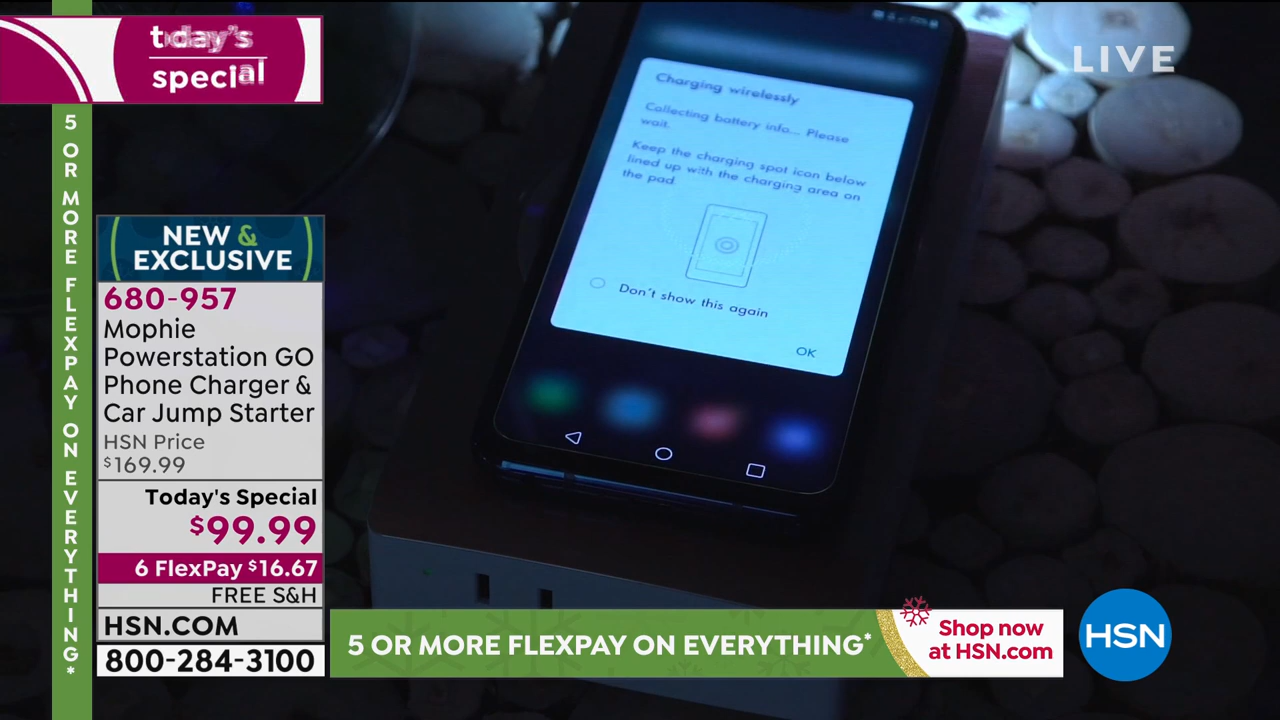 today's
special
LIVE
5 OR MORE FLEXPAY ON EVERYTHING*
NEW &
EXCLUSIVE
680-957
Mophie
Powerstation GO
Phone Charger &
Car Jump Starter
HSN Price
$169.99
Today's Special
$99.99
6 FlexPay $16.67
FREE S&H
HSN.COM
800-284-3100
Charging wirelessly
Collecting battery info... Please
wait.
Keep the charging spot icon below
lined up with the charging area on
the pad.
Don't show this again
OK
5 OR MORE FLEXPAY ON EVERYTHING*
Shop now
at HSN.com
HSN